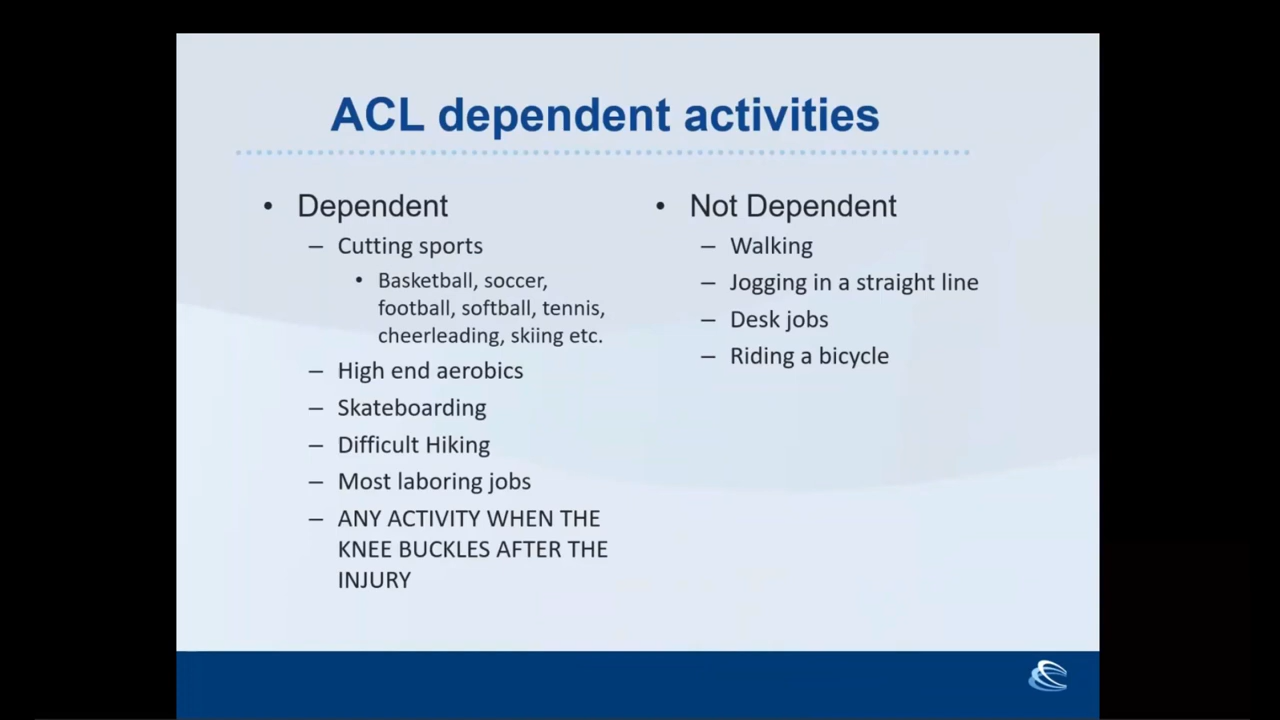 ACL dependent activities
• Dependent
– Cutting sports
• Basketball, soccer,
football, softball, tennis,
cheerleading, skiing etc.
– High end aerobics
– Skateboarding
– Difficult Hiking
– Most laboring jobs
– ANY ACTIVITY WHEN THE
KNEE BUCKLES AFTER THE
INJURY
• Not Dependent
– Walking
– Jogging in a straight line
– Desk jobs
– Riding a bicycle